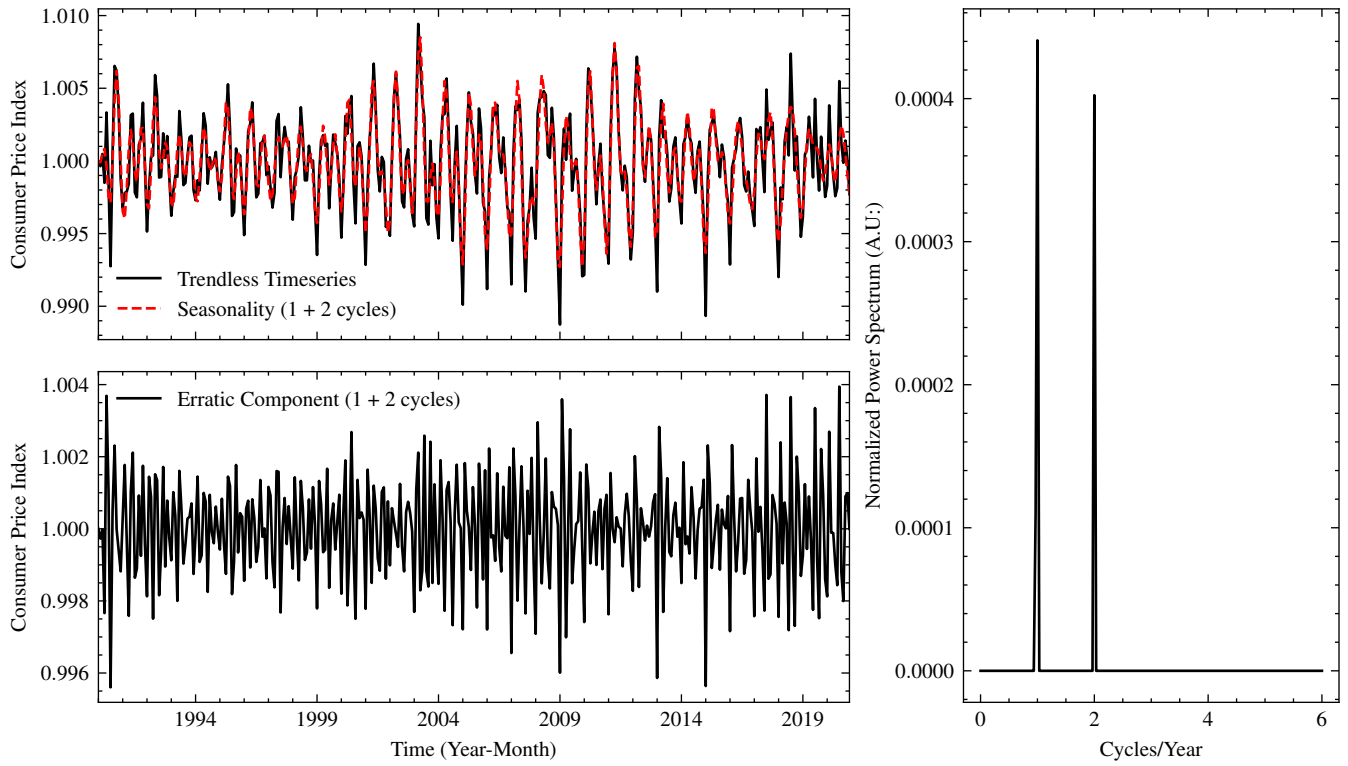 1.010
1.005
1.000
0.995
0.990
Consumer Price Index
Trendless Timeseries
Seasonality (1 + 2 cycles)
1.004
1.002
1.000
0.998
0.996
Consumer Price Index
Erratic Component (1 + 2 cycles)
1994 1999 2004 2009 2014 2019
Time (Year-Month)
Normalized Power Spectrum (A.U:)
0.0004
0.0003
0.0002
0.0001
0.0000
0 2 4 6
Cycles/Year